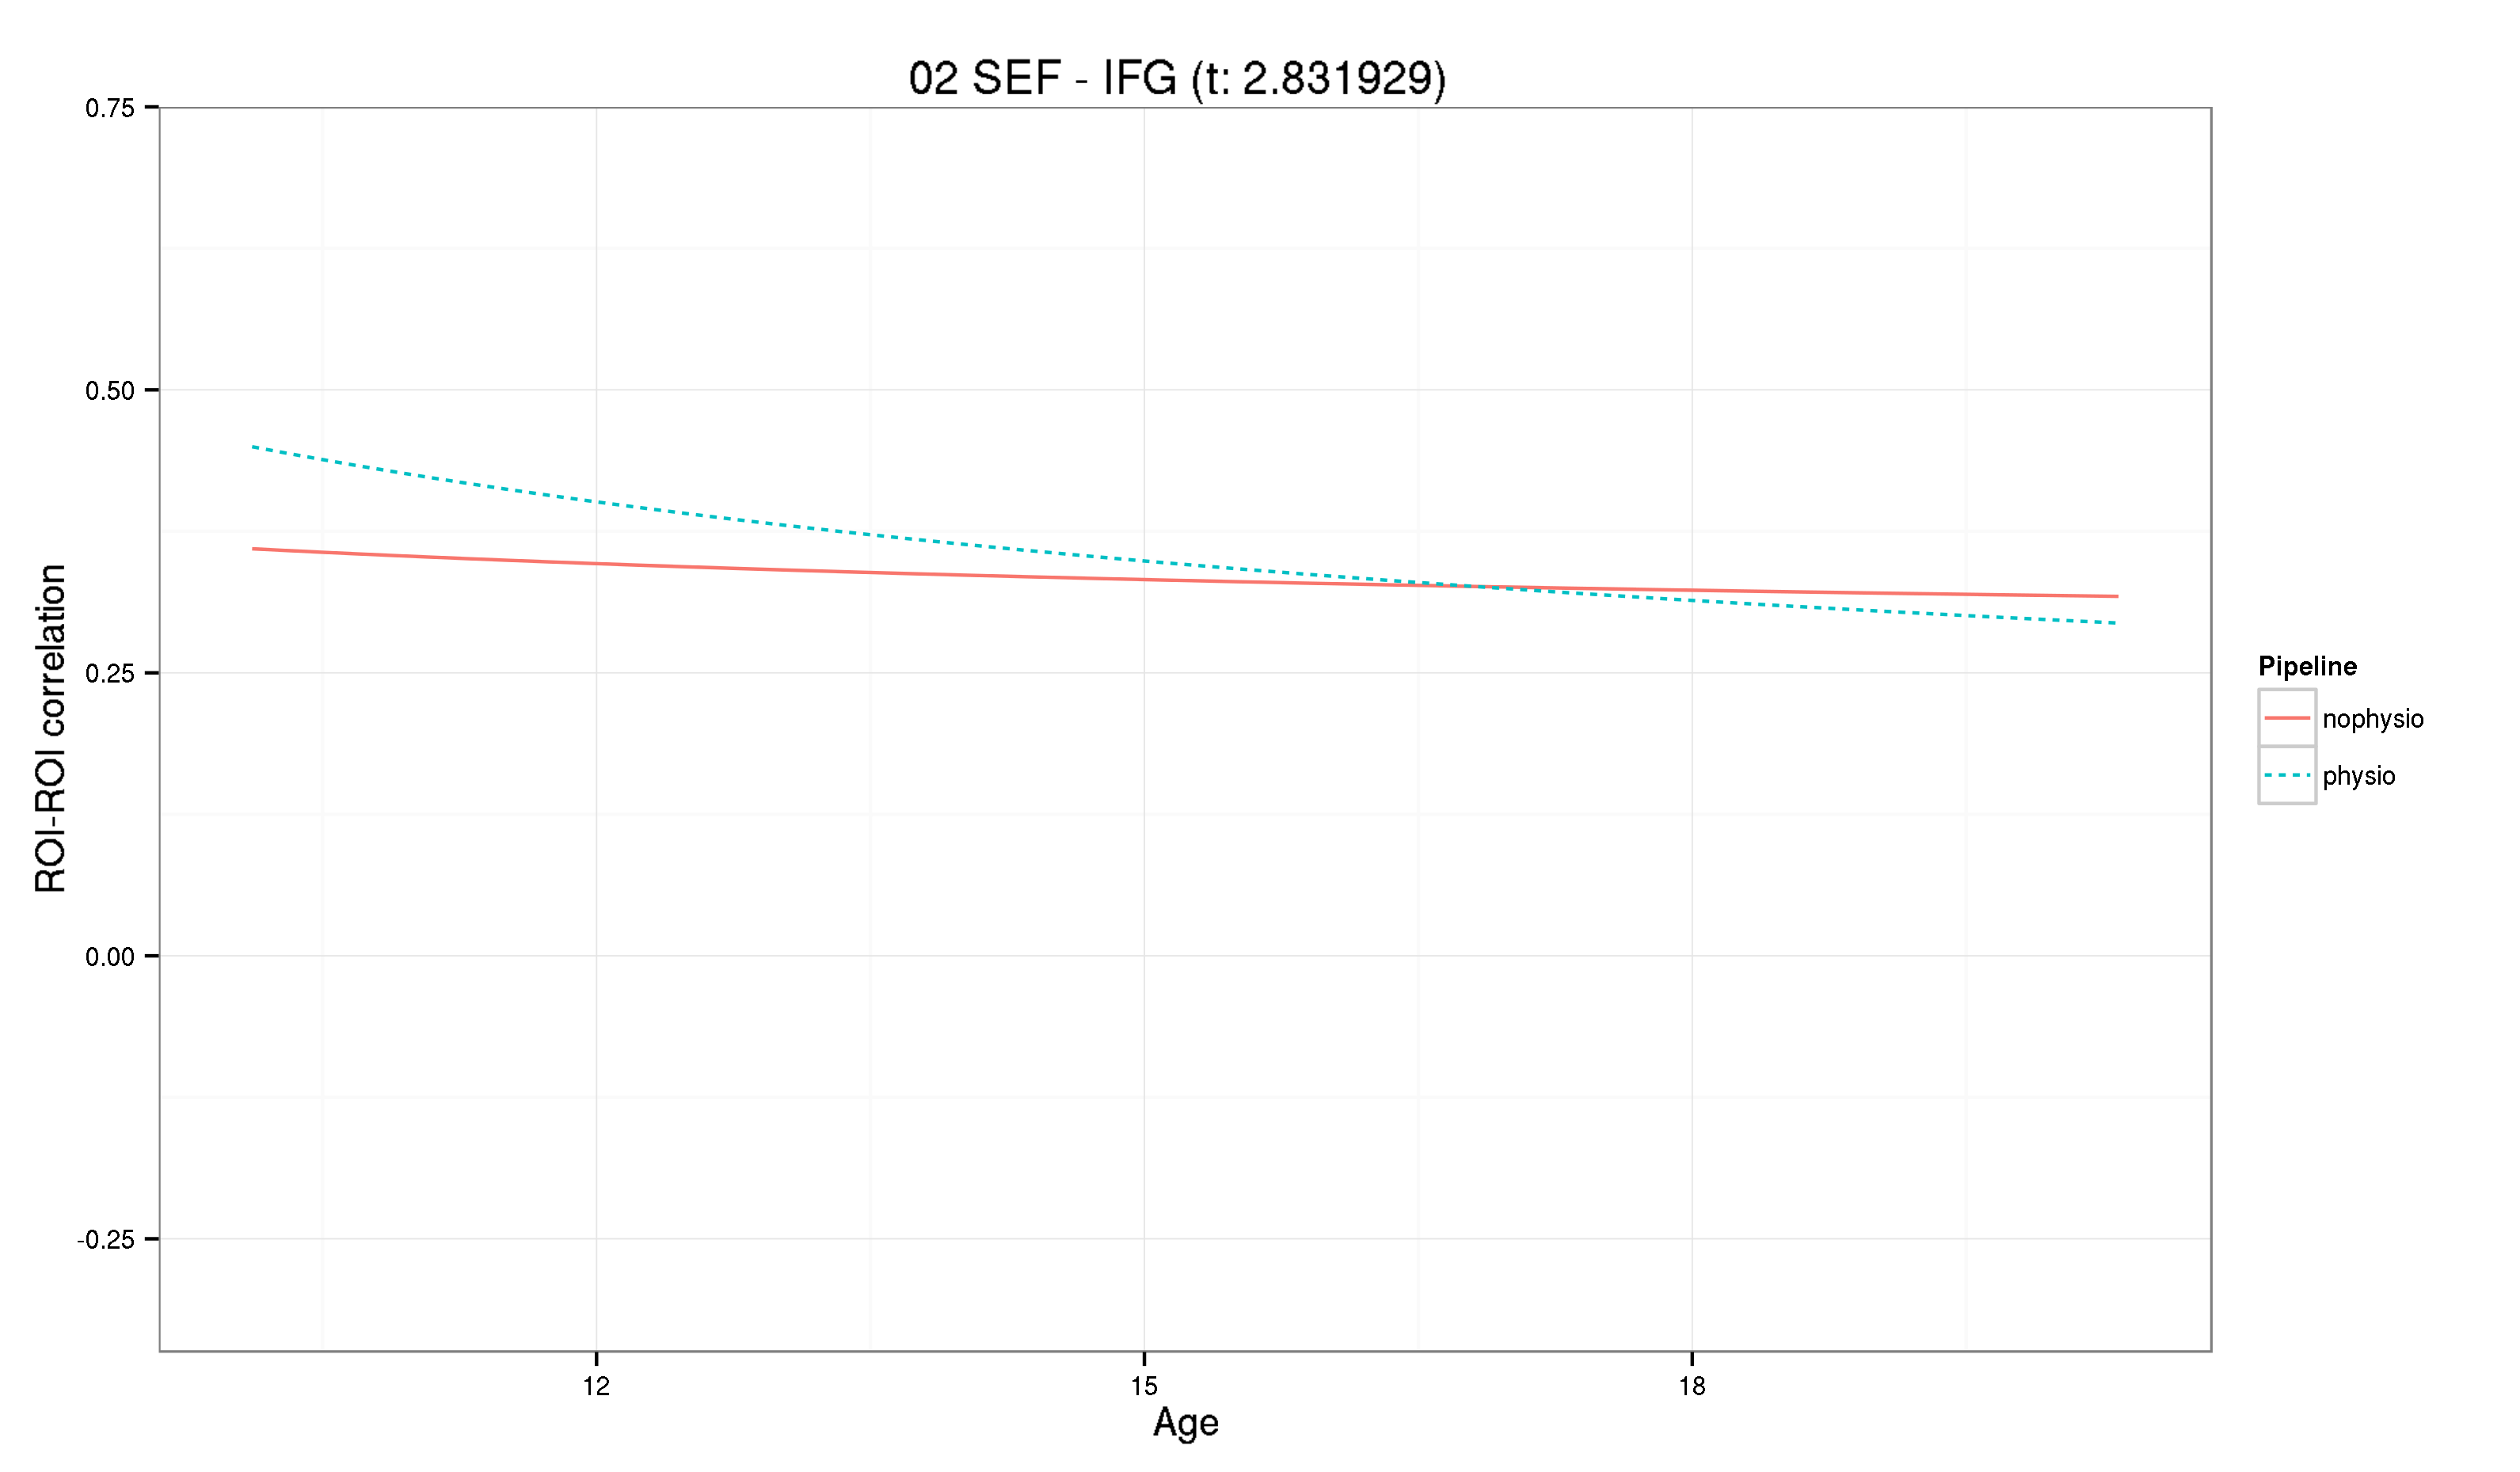 02 SEF - IFG (t: 2.831929)
0.75
0.50
0.25
0.00
-0.25
ROI-ROI correlation
12 15 18
Age
Pipeline
nophysio
physio